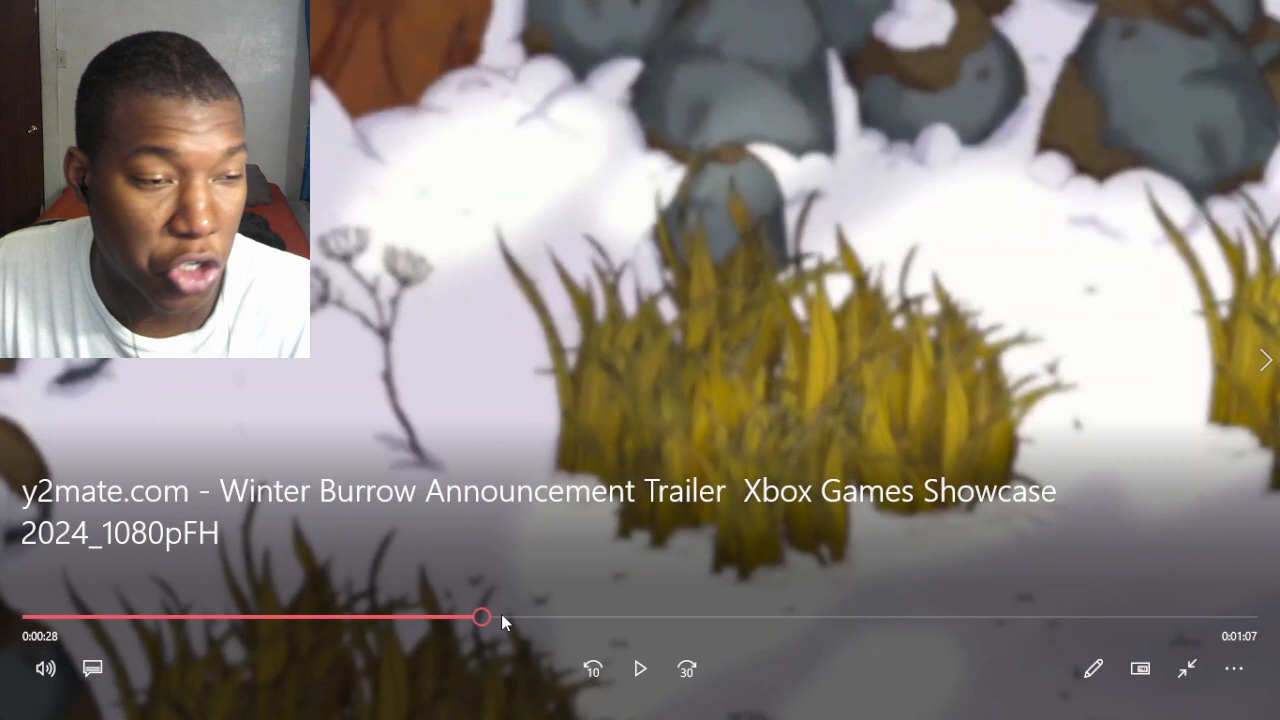 y2mate.com - Winter Burrow Announcement Trailer  Xbox Games Showcase
2024_1080pFH
0:00:28
0:01:07
10
30